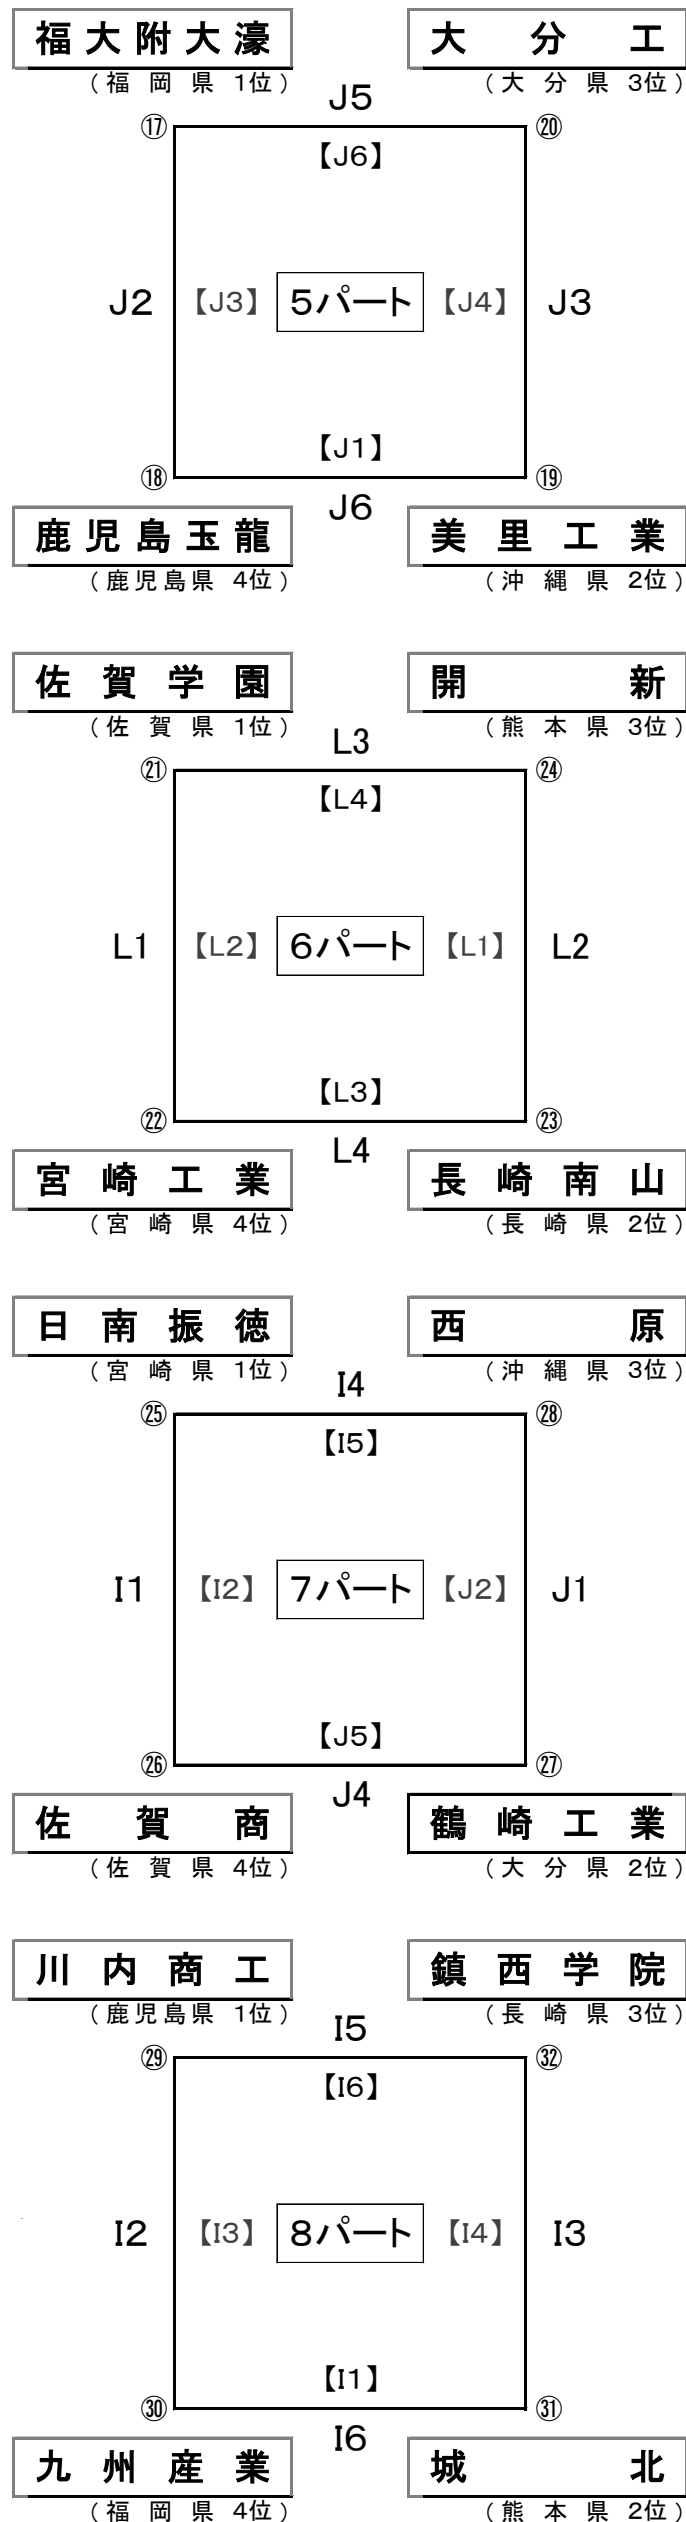 福大附大濠 大分工
(福岡県 1位) (大分県 3位)
J5
⑰ ⑳
【J6】
J2 【J3】 5パート 【J4】 J3
【J1】
⑱ ⑲
J6
鹿児島玉龍 美里工業
(鹿児島県 4位) (沖縄県 2位)
佐賀学園 開新
(佐賀県 1位) (熊本県 3位)
L3
㉑ ㉔
【L4】
L1 【L2】 6パート 【L1】 L2
【L3】
㉒ ㉓
L4
宮崎工業 長崎南山
(宮崎県 4位) (長崎県 2位)
日南振徳 西原
(宮崎県 1位) (沖縄県 3位)
I4
㉕ ㉘
【I5】
I1 【I2】 7パート 【J2】 J1
【J5】
㉖ ㉗
J4
佐賀商 鶴崎工業
(佐賀県 4位) (大分県 2位)
川内商工 鎮西学院
(鹿児島県 1位) (長崎県 3位)
I5
㉙ ㉜
【I6】
I2 【I3】 8パート 【I4】 I3
【I1】
㉚ ㉛
I6
九州産業 城北
(福岡県 4位) (熊本県 2位)